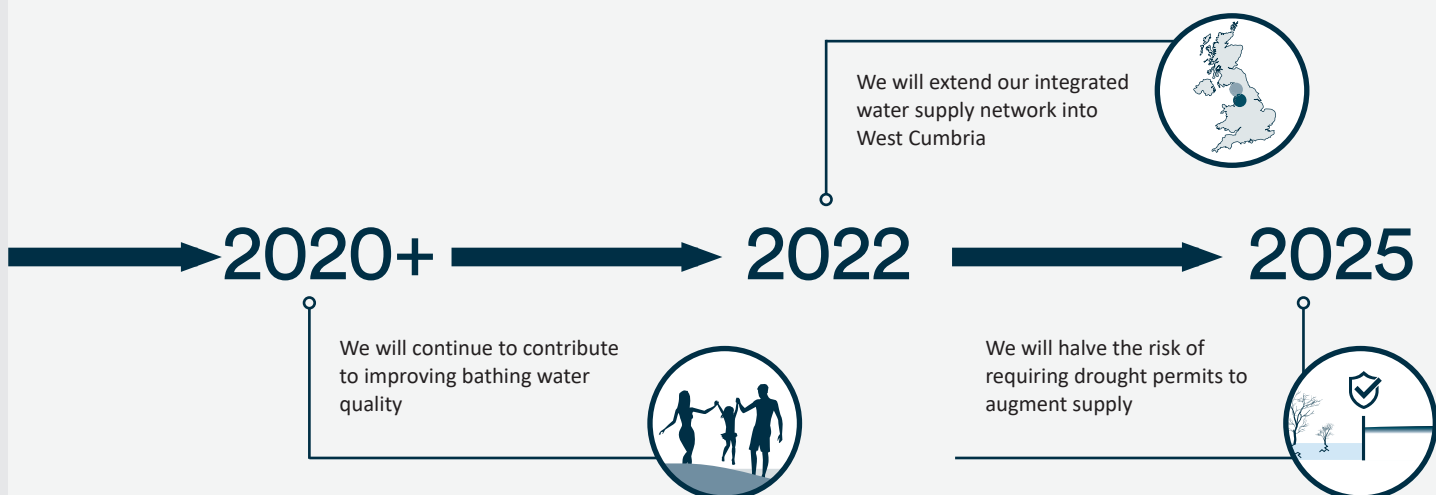 We will extend our integrated
water supply network into
West Cumbria
2020+
2022
2025
We will continue to contribute
to improving bathing water
quality
We will halve the risk of
requiring drought permits to
augment supply